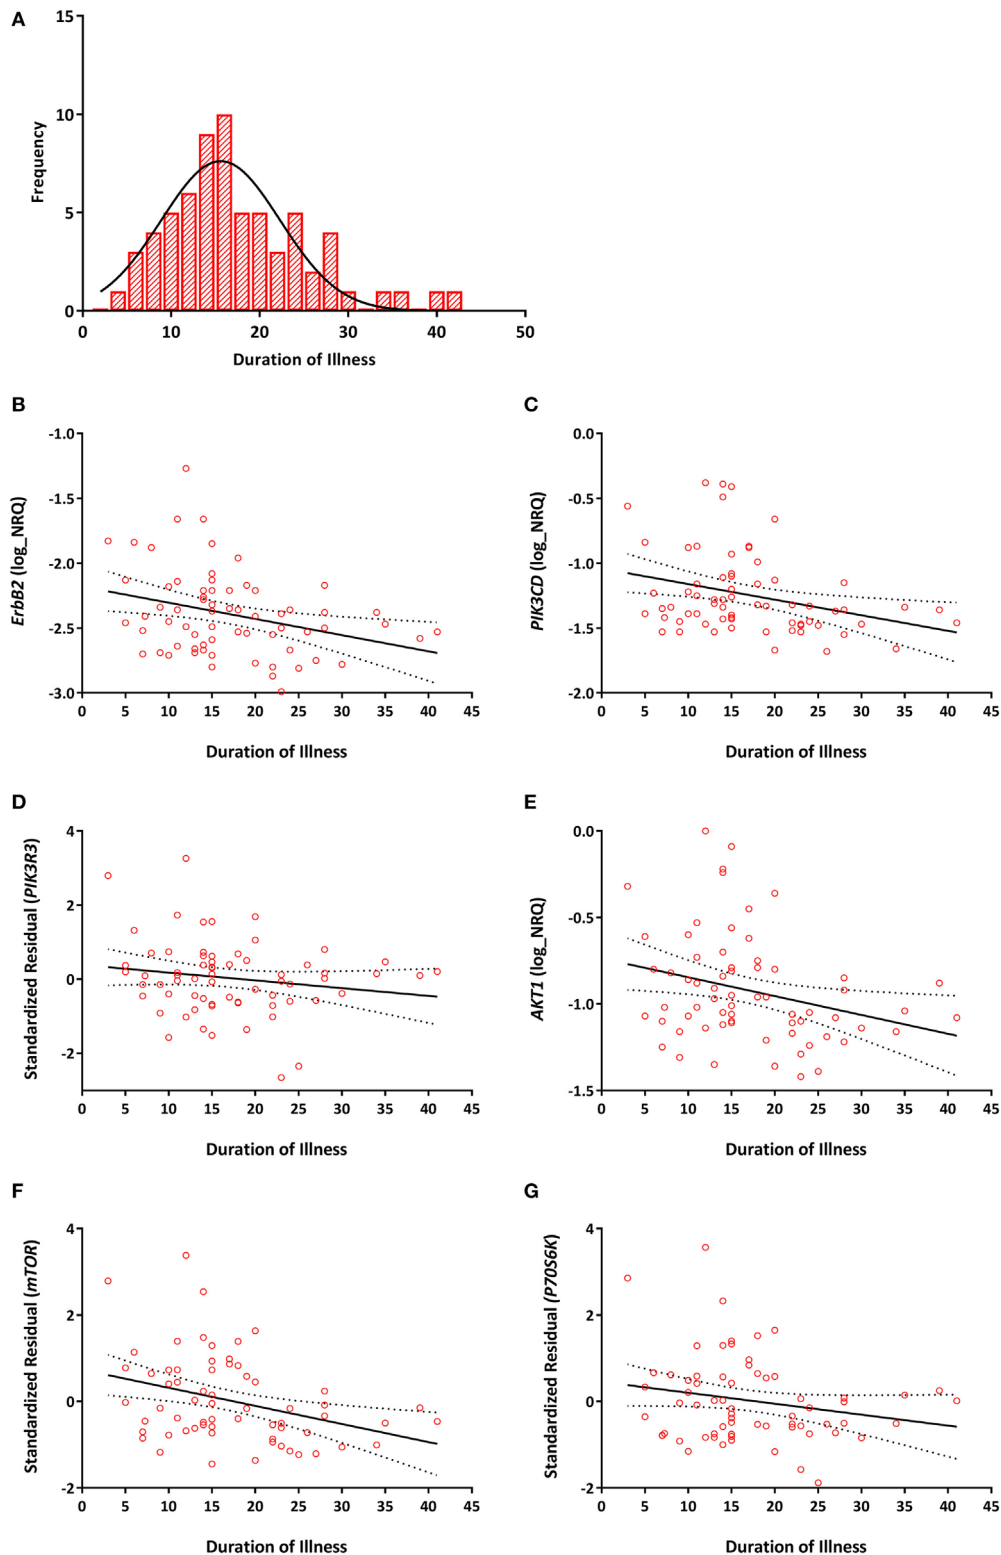 A
15
10
5
0
Frequency
0 10 20 30 40 50
Duration of Illness
B
-1.0
-1.5
-2.0
-2.5
-3.0
ErbB2 (log_NRQ)
0 5 10 15 20 25 30 35 40 45
Duration of Illness
C
0.0
-0.5
-1.0
-1.5
-2.0
PIK3CD (log_NRQ)
0 5 10 15 20 25 30 35 40 45
Duration of Illness
D
4
2
0
-2
Standardized Residual (PIK3R3)
0 5 10 15 20 25 30 35 40 45
Duration of Illness
E
0.0
-0.5
-1.0
-1.5
AKT1 (log_NRQ)
0 5 10 15 20 25 30 35 40 45
Duration of Illness
F
4
2
0
-2
Standardized Residual (mTOR)
0 5 10 15 20 25 30 35 40 45
Duration of Illness
G
4
2
0
-2
Standardized Residual (P70S6K)
0 5 10 15 20 25 30 35 40 45
Duration of Illness